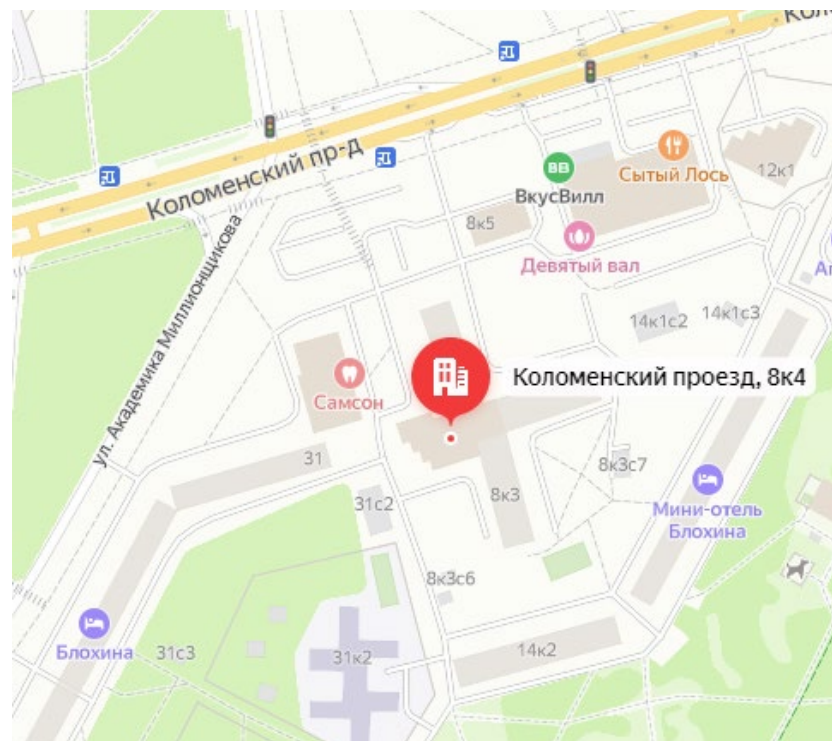 Коломенский пр-д
Сытый Лось
12к1
ВкусВилл
8к5
Девятый вал
ул. Академика Миллионщикова
14к1с2
14к1с3
Самсон
Коломенский проезд, 8к4
31
8к3с7
31с2
8к3
Мини-отель
Блохина
8к3с6
Блохина
31с3
31к2
14к2